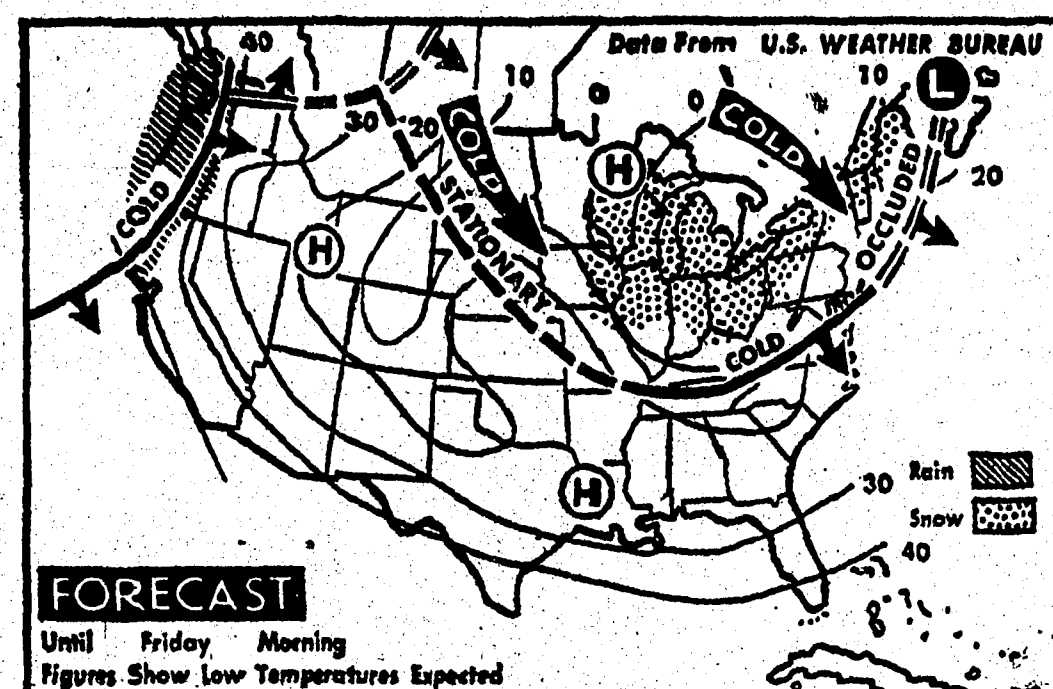 Data From U.S. WEATHER BUREAU
40
10
0
10
L
30
20
COLD
COLD
20
H
COLD
STATIONARY
OCCLUDED
H
COLD
H
30
Rain
Snow
40
FORECAST
Until Friday Morning
Figures Show Low Temperatures Expected